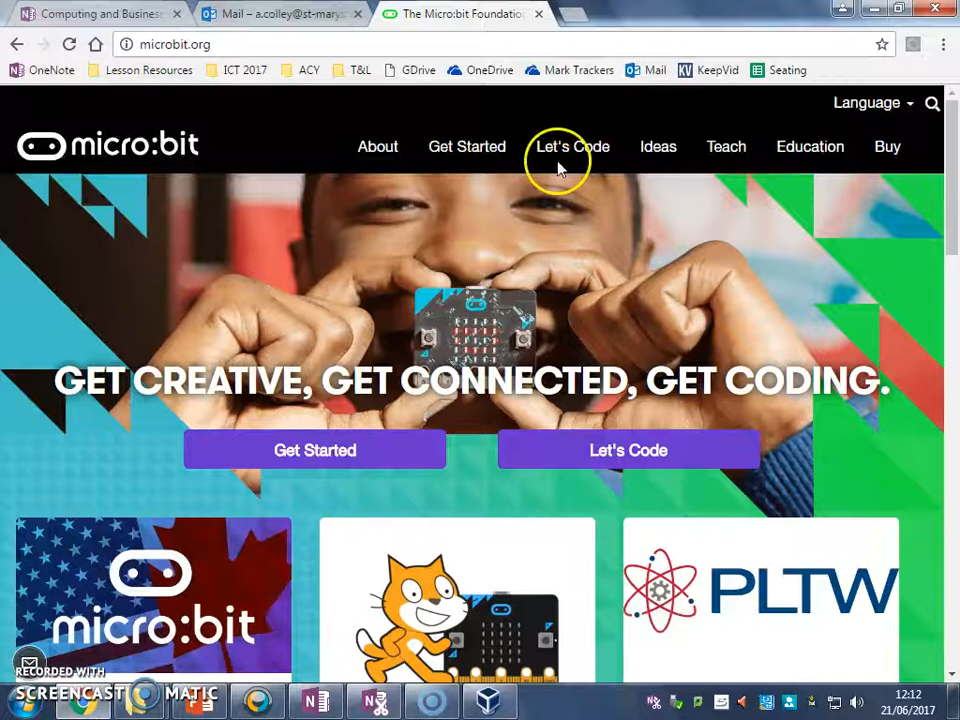 Computing and Business
Mail – a.colley@st-marys
The Micro:bit Foundatio
microbit.org
OneNote
Lesson Resources
ICT 2017
ACY
T&L
GDrive
OneDrive
Mark Trackers
Mail
KV
KeepVid
Seating
Language
micro:bit
About
Get Started
Let's Code
Ideas
Teach
Education
Buy
GET CREATIVE, GET CONNECTED, GET CODING.
Get Started
Let's Code
micro:bit
PLTW
RECORDED WITH
SCREENCAST MATIC
12:12
21/06/2017